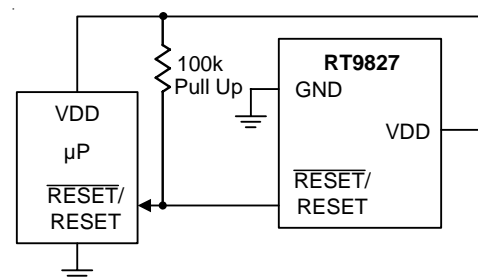 100k
Pull Up
RT9827
GND
VDD
RESET/
RESET
VDD
µP
RESET/
RESET